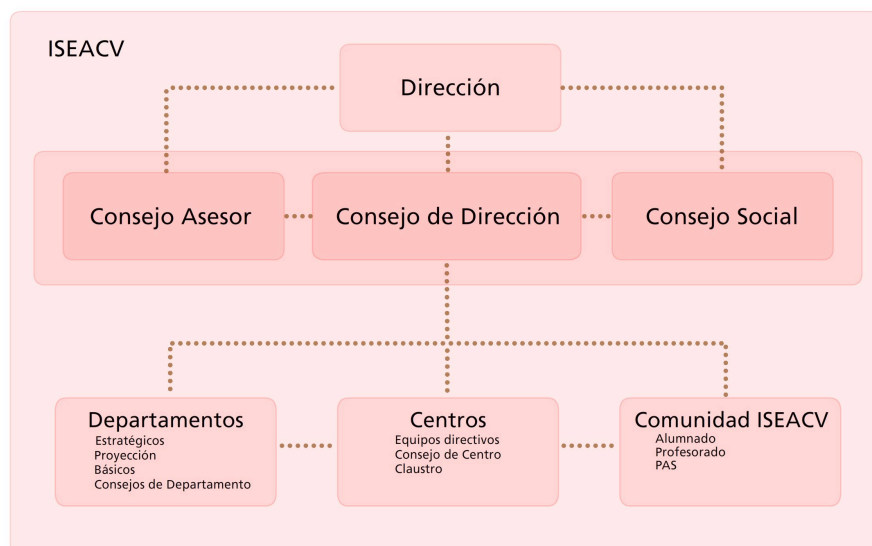 ISEACV
Dirección
Consejo Asesor
Consejo de Dirección
Consejo Social
Departamentos
Estratégicos
Proyección
Básicos
Consejos de Departamento
Centros
Equipos directivos
Consejo de Centro
Claustro
Comunidad ISEACV
Alumnado
Profesorado
PAS